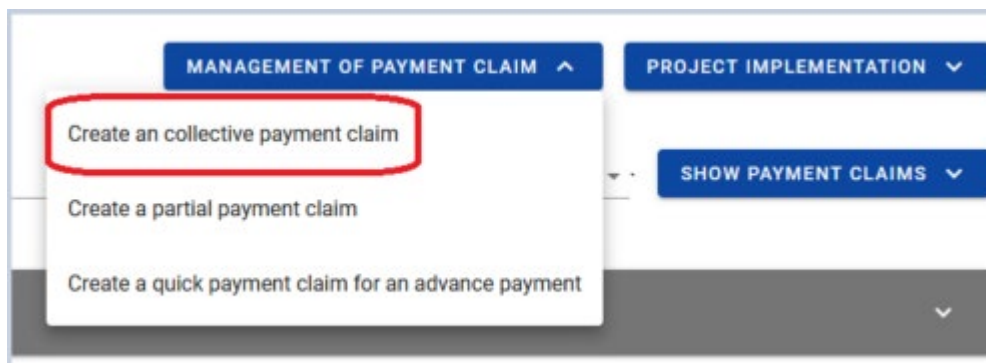 MANAGEMENT OF PAYMENT CLAIM
PROJECT IMPLEMENTATION
Create an collective payment claim
SHOW PAYMENT CLAIMS
Create a partial payment claim
Create a quick payment claim for an advance payment